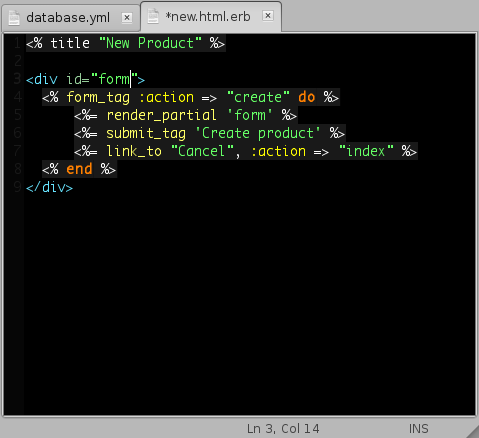 database.yml
*new.html.erb
1 <% title "New Product" %>
2
3 <div id="form">
4   <% form_tag :action => "create" do %>
5       <%= render_partial 'form' %>
6       <%= submit_tag 'Create product' %>
7       <%= link_to "Cancel", :action => "index" %>
8   <% end %>
9 </div>
Ln 3, Col 14 INS